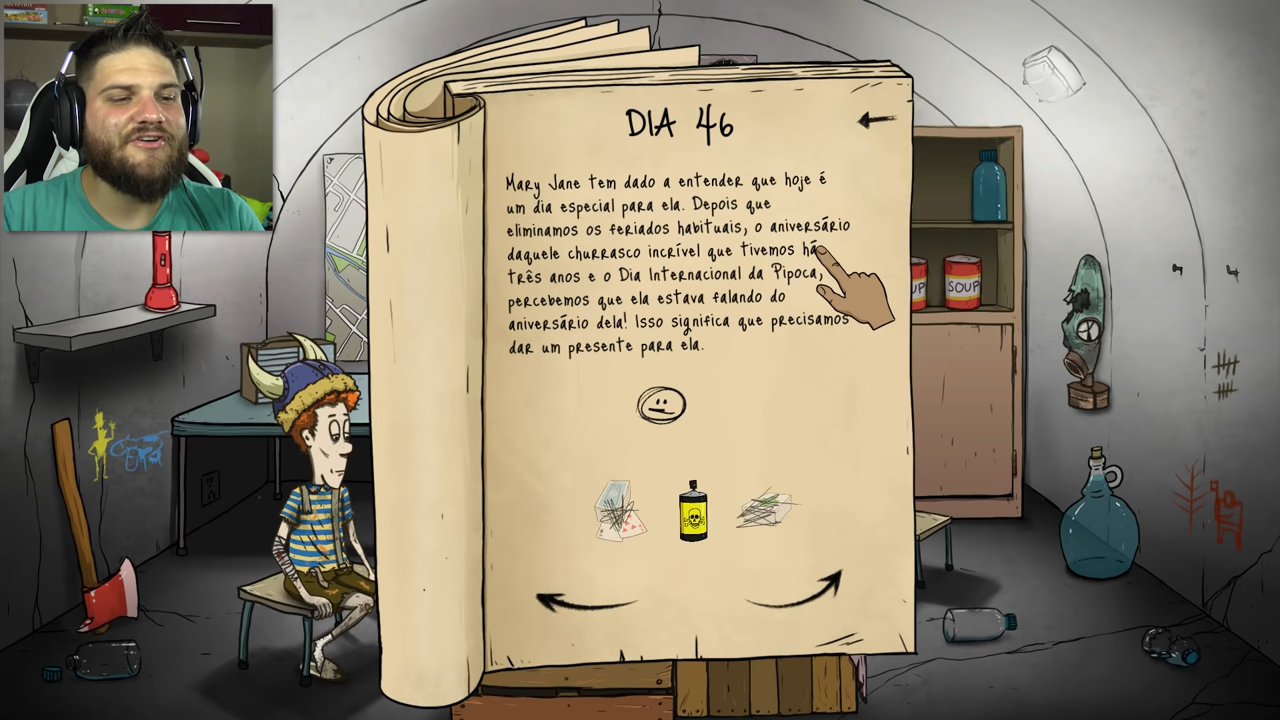 DIA 46
Mary Jane tem dado a entender que hoje é
um dia especial para ela. Depois que
eliminamos os feriados habituais, o aniversário
daquele churrasco incrível que tivemos há
três anos e o Dia Internacional da Pipoca,
percebemos que ela estava falando do
aniversário dela! Isso significa que precisamos
dar um presente para ela.
UP
SOUP